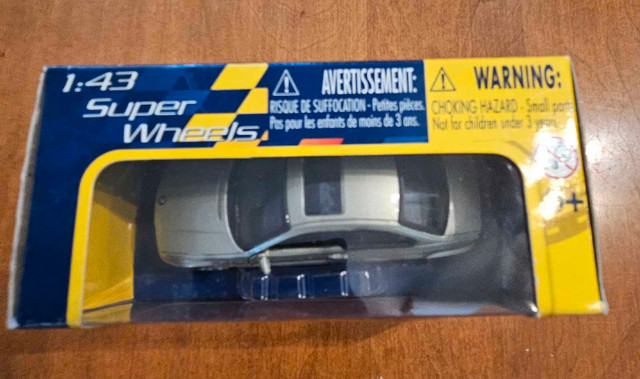 1:43
Super
Wheels
AVERTISSEMENT:
RISQUE DE SUFFOCATION - Petites pièces.
Pas pour les enfants de moins de 3 ans.
WARNING:
CHOKING HAZARD - Small parts
Not for children under 3 years.
+